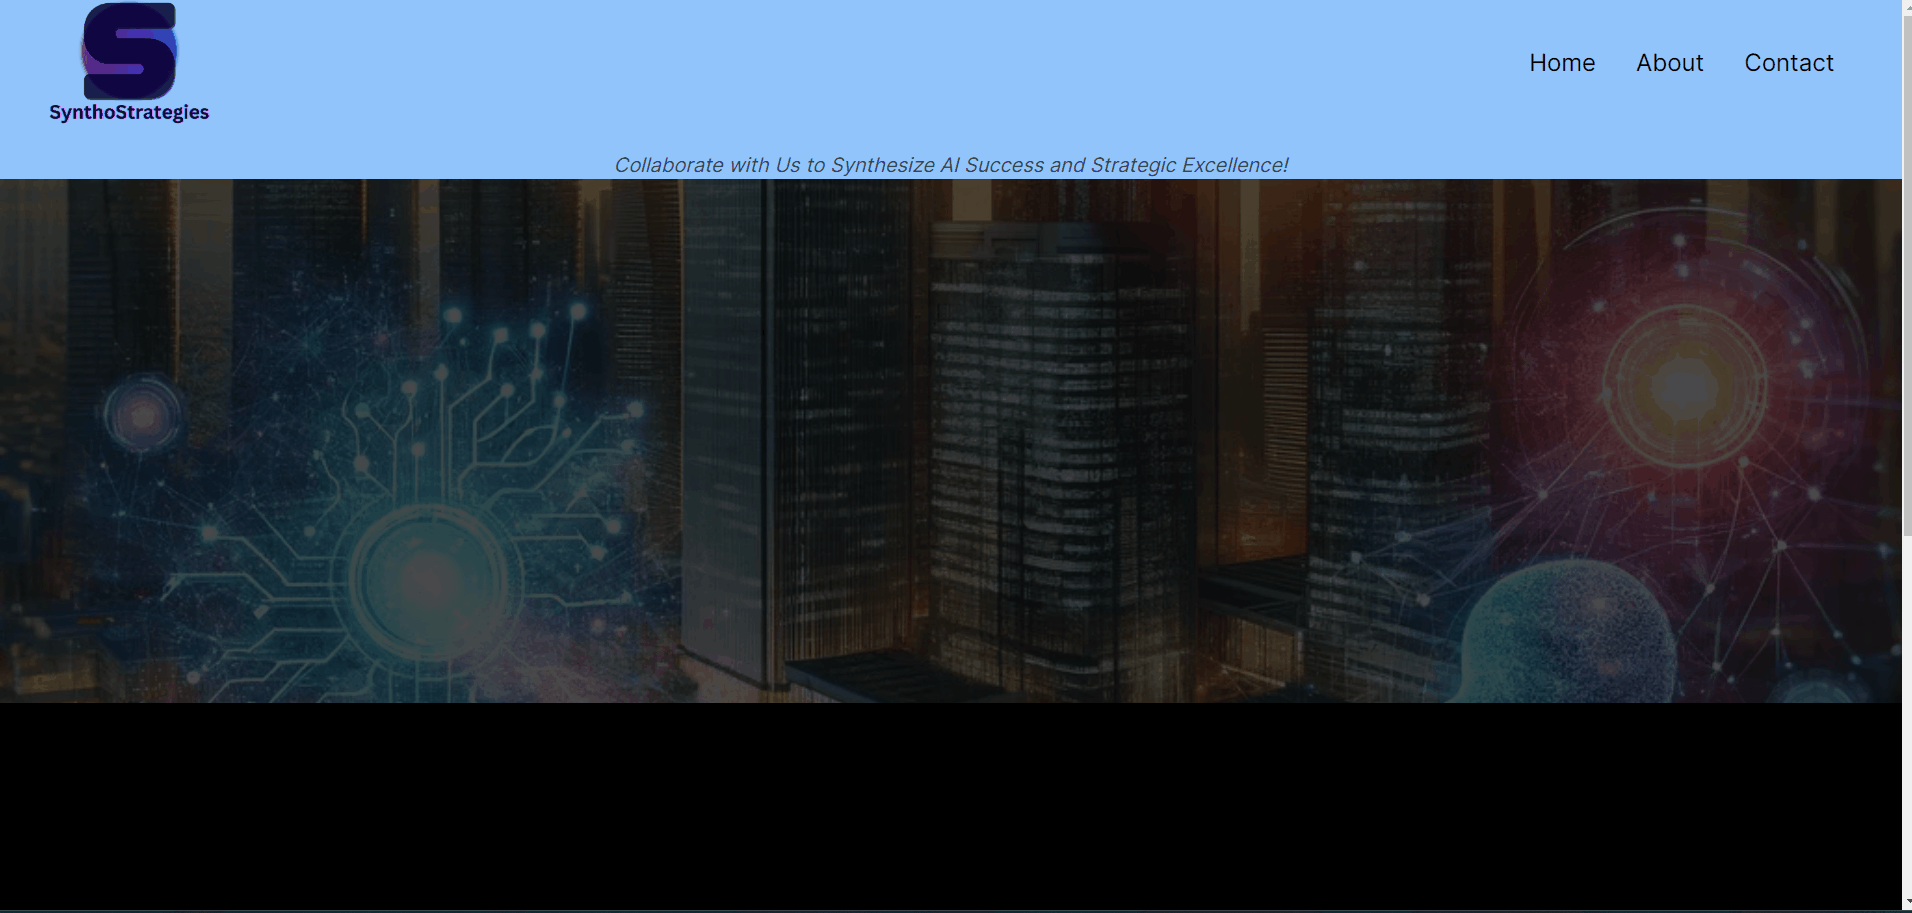 Home About Contact
SynthoStrategies
Collaborate with Us to Synthesize AI Success and Strategic Excellence!